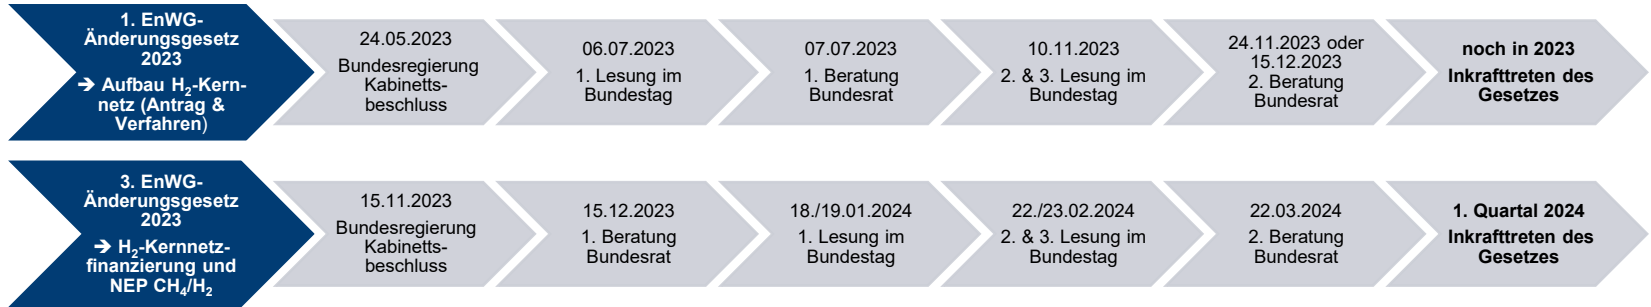 1. EnWG-
Änderungsgesetz
2023
➔ Aufbau H₂-Kern-
netz (Antrag &
Verfahren)
24.05.2023
Bundesregierung
Kabinetts-
beschluss
06.07.2023
1. Lesung im
Bundestag
07.07.2023
1. Beratung
Bundesrat
10.11.2023
2. & 3. Lesung im
Bundestag
24.11.2023 oder
15.12.2023
2. Beratung
Bundesrat
noch in 2023
Inkrafttreten des
Gesetzes
3. EnWG-
Änderungsgesetz
2023
➔ H₂-Kernnetz-
finanzierung und
NEP CH₄/H₂
15.11.2023
Bundesregierung
Kabinetts-
beschluss
15.12.2023
1. Beratung
Bundesrat
18./19.01.2024
1. Lesung im
Bundestag
22./23.02.2024
2. & 3. Lesung im
Bundestag
22.03.2024
2. Beratung
Bundesrat
1. Quartal 2024
Inkrafttreten des
Gesetzes